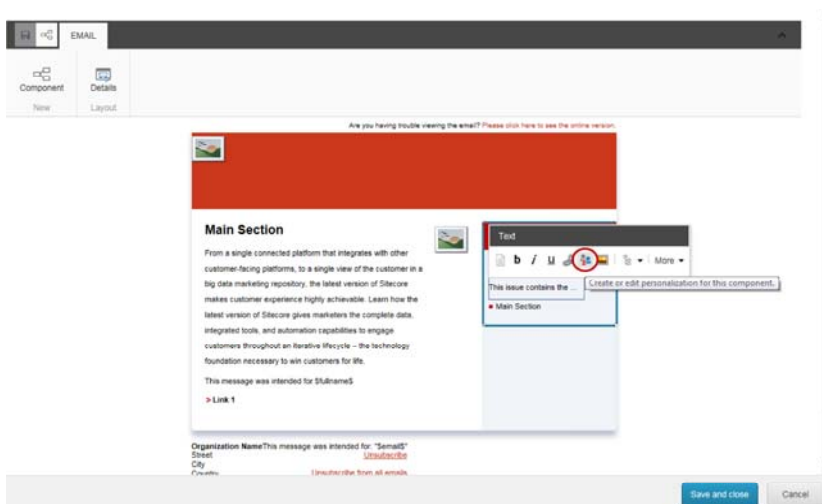 EMAIL
Component
Details
New
Layout
Are you having trouble viewing the email? Please click here to see the online version.
Main Section
From a single connected platform that integrates with other
customer-facing platforms, to a single view of the customer in a
big data marketing repository, the latest version of Sitecore
makes customer experience highly achievable. Learn how the
latest version of Sitecore gives marketers the complete data,
integrated tools, and automation capabilities to engage
customers throughout an iterative lifecycle – the technology
foundation necessary to win customers for life.
This message was intended for $fullname$
> Link 1
Text
b i u More
Create or edit personalization for this component.
This issue contains the ...
Main Section
Organization NameThis message was intended for: "$email$"
Street Unsubscribe
City
Country Unsubscribe from all emails
Save and close Cancel